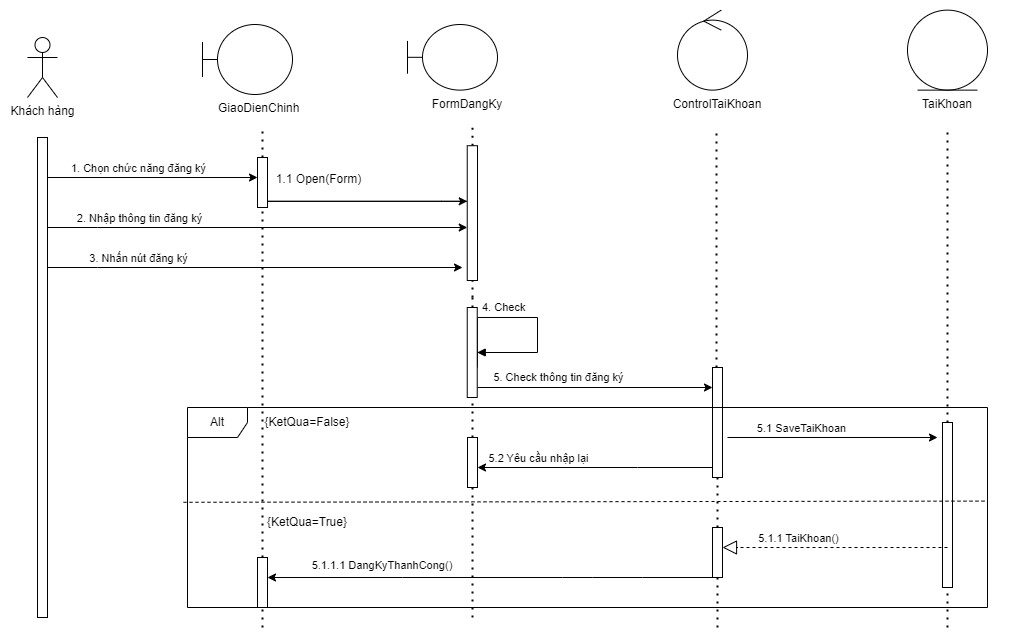 Khách hàng
GiaoDienChinh
FormDangKy
ControlTaiKhoan
TaiKhoan
1. Chọn chức năng đăng ký
1.1 Open(Form)
2. Nhập thông tin đăng ký
3. Nhấn nút đăng ký
4. Check
5. Check thông tin đăng ký
Alt
{KetQua=False}
5.1 SaveTaiKhoan
5.2 Yêu cầu nhập lại
{KetQua=True}
5.1.1 TaiKhoan()
5.1.1.1 DangKyThanhCong()